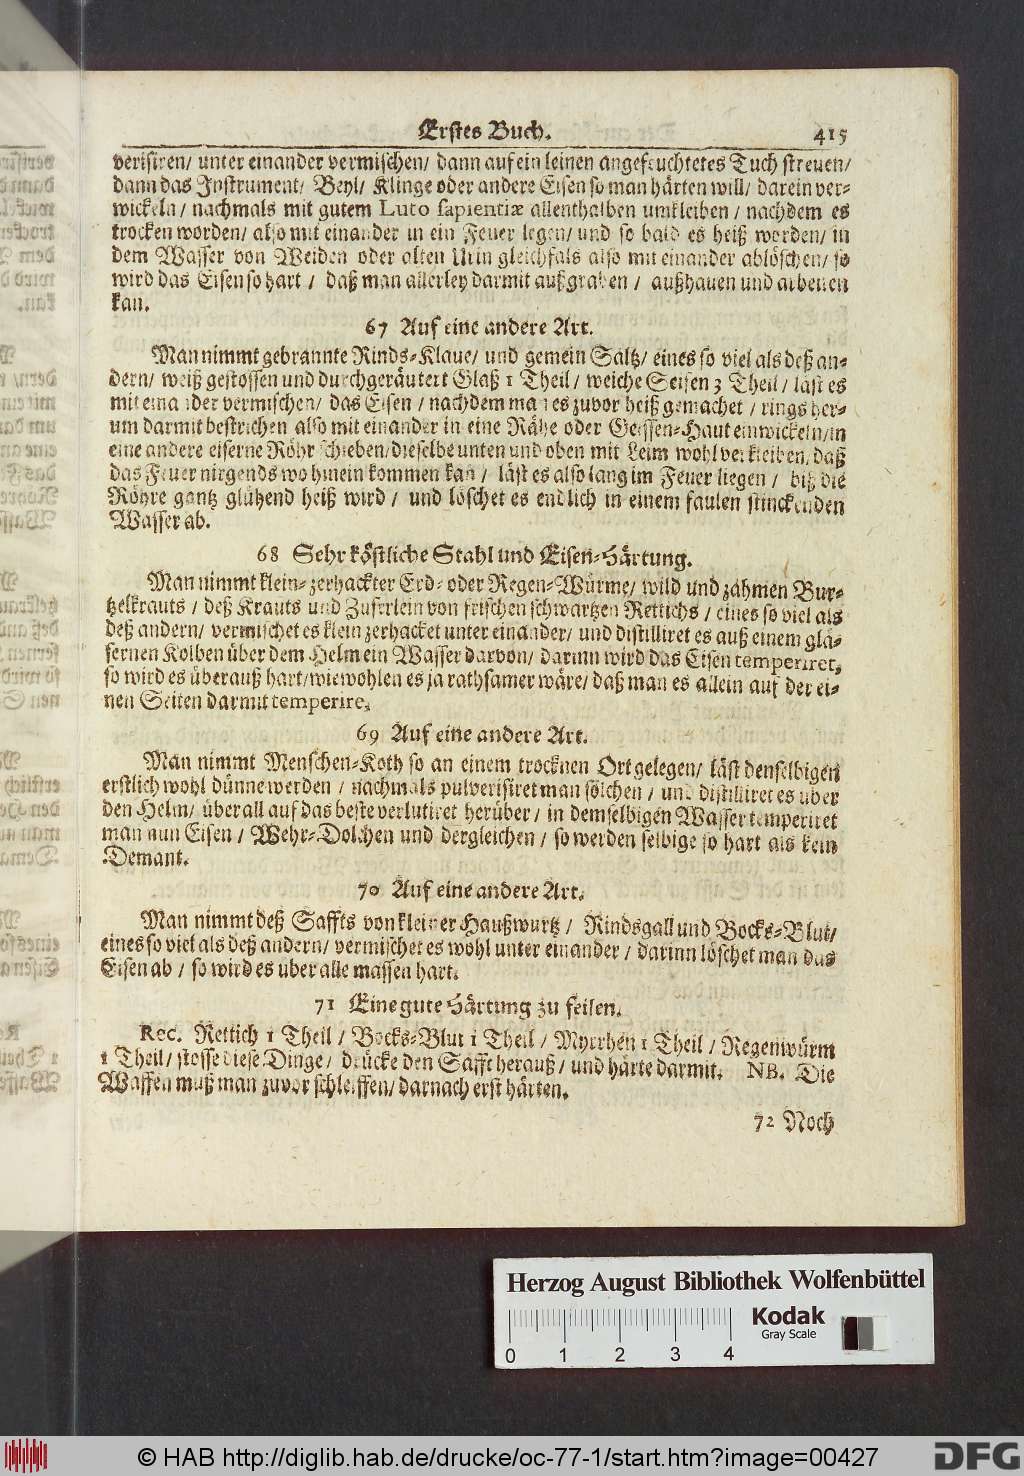 Erstes Buch. 415
verisiren/ unter einander vermischen/ dann auf ein leinen angefeuchtetes Tuch streuen/
dann das Instrument/ Beyl/ Klinge oder andere Eisen so man härten will/ darein ver-
wickeln/ nachmals mit gutem Luto sapientiæ allenthalben umkleiben/ nachdem es
trocken worden/ also mit einander in ein Feuer legen/ und so bald es heiß worden/ in
dem Wasser von Weiden oder alten Urin gleichfals also mit einander ablöschen/ so
wird das Eisen so hart/ daß man allerley darmit außgraben/ außhauen und arbeiten
kan.
67 Auf eine andere Art.
Man nimmt gebrannte Rinds-Klaue/ und gemein Saltz/ eines so viel als deß an-
dern/ weiß gestossen und durchgeräutert Glaß 1 Theil/ weiche Seifen 3 Theil/ läst es
mit einander vermischen/ das Eisen/ nachdem man es zuvor heiß gemachet/ rings her-
um darmit bestrichen also mit einander in eine Rähe oder Geissen-Haut einwickeln/ in
eine andere eiserne Röhr schieben/ dieselbe unten und oben mit Leim wohl verkleiben/ daß
das Feuer nirgends wo hinein kommen kan/ läst es also lang im Feuer liegen/ biß die
Röhre gantz glühend heiß wird/ und löschet es endlich in einem faulen stinckenden
Wasser ab.
68 Sehr köstliche Stahl und Eisen-Härtung.
Man nimmt klein-zerhackter Erd- oder Regen-Würme/ wild und zahmen Bur-
tzelkrauts/ deß Krauts und Zäserlein von frischen schwartzen Rettichs/ eines so viel als
deß andern/ vermischet es klein zerhacket unter einander/ und distilliret es auß einem glä-
sernen Kolben über dem Helm ein Wasser darvon/ darinn wird das Eisen temperiret,
so wird es überauß hart/ wiewohlen es ja rathsamer wäre/ daß man es allein auf der ei-
nen Seiten darmit temperire.
69 Auf eine andere Art.
Man nimmt Menschen-Koth so an einem trocknen Ort gelegen/ läst denselbigen
erstlich wohl dünne werden/ nachmals pulverisiret man solchen/ und distilliret es über
den Helm/ überall auf das beste verlutiret herüber/ in demselbigen Wasser temperiret
man nun Eisen/ Wehr-Dolchen und dergleichen/ so werden selbige so hart als kein
Demant.
70 Auf eine andere Art.
Man nimmt deß Saffts von kleiner Haußwurtz/ Rindsgall und Bocks-Blut/
eines so viel als deß andern/ vermischet es wohl unter einander/ darinn löschet man das
Eisen ab/ so wird es über alle massen hart.
71 Eine gute Härtung zu feilen.
Rec. Rettich 1 Theil/ Bocks-Blut 1 Theil/ Myrrhen 1 Theil/ Regenwürm
1 Theil/ stosse diese Dinge/ drücke den Safft herauß/ und härte darmit. NB. Die
Waffen muß man zuvor schleiffen/ darnach erst härten.
72 Noch
Herzog August Bibliothek Wolfenbüttel
Kodak
Gray Scale
0 1 2 3 4
© HAB http://diglib.hab.de/drucke/oc-77-1/start.htm?image=00427
DFG